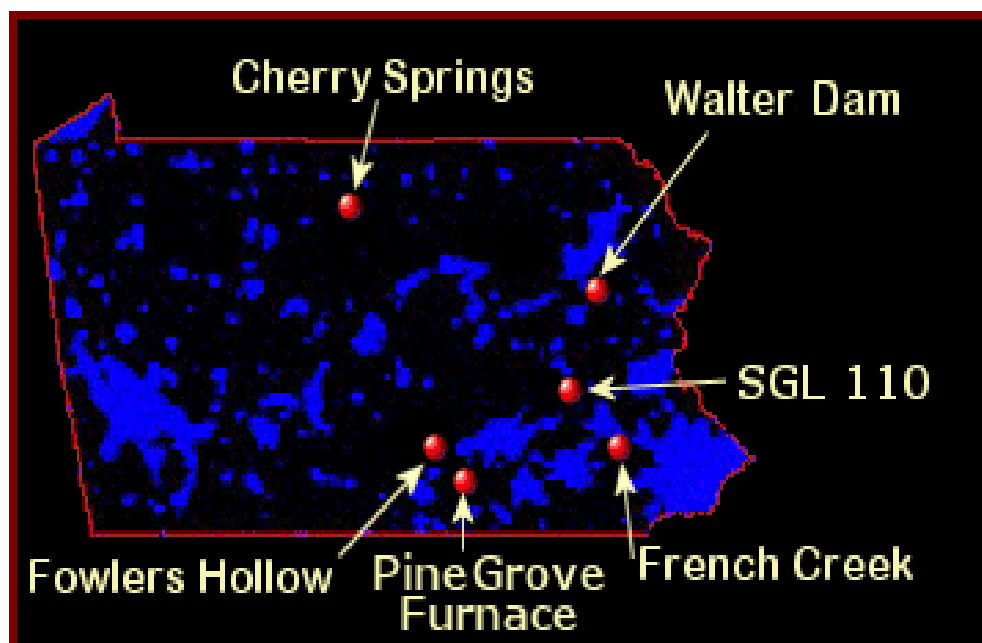 Cherry Springs
Walter Dam
SGL 110
Fowlers Hollow
Pine Grove
Furnace
French Creek